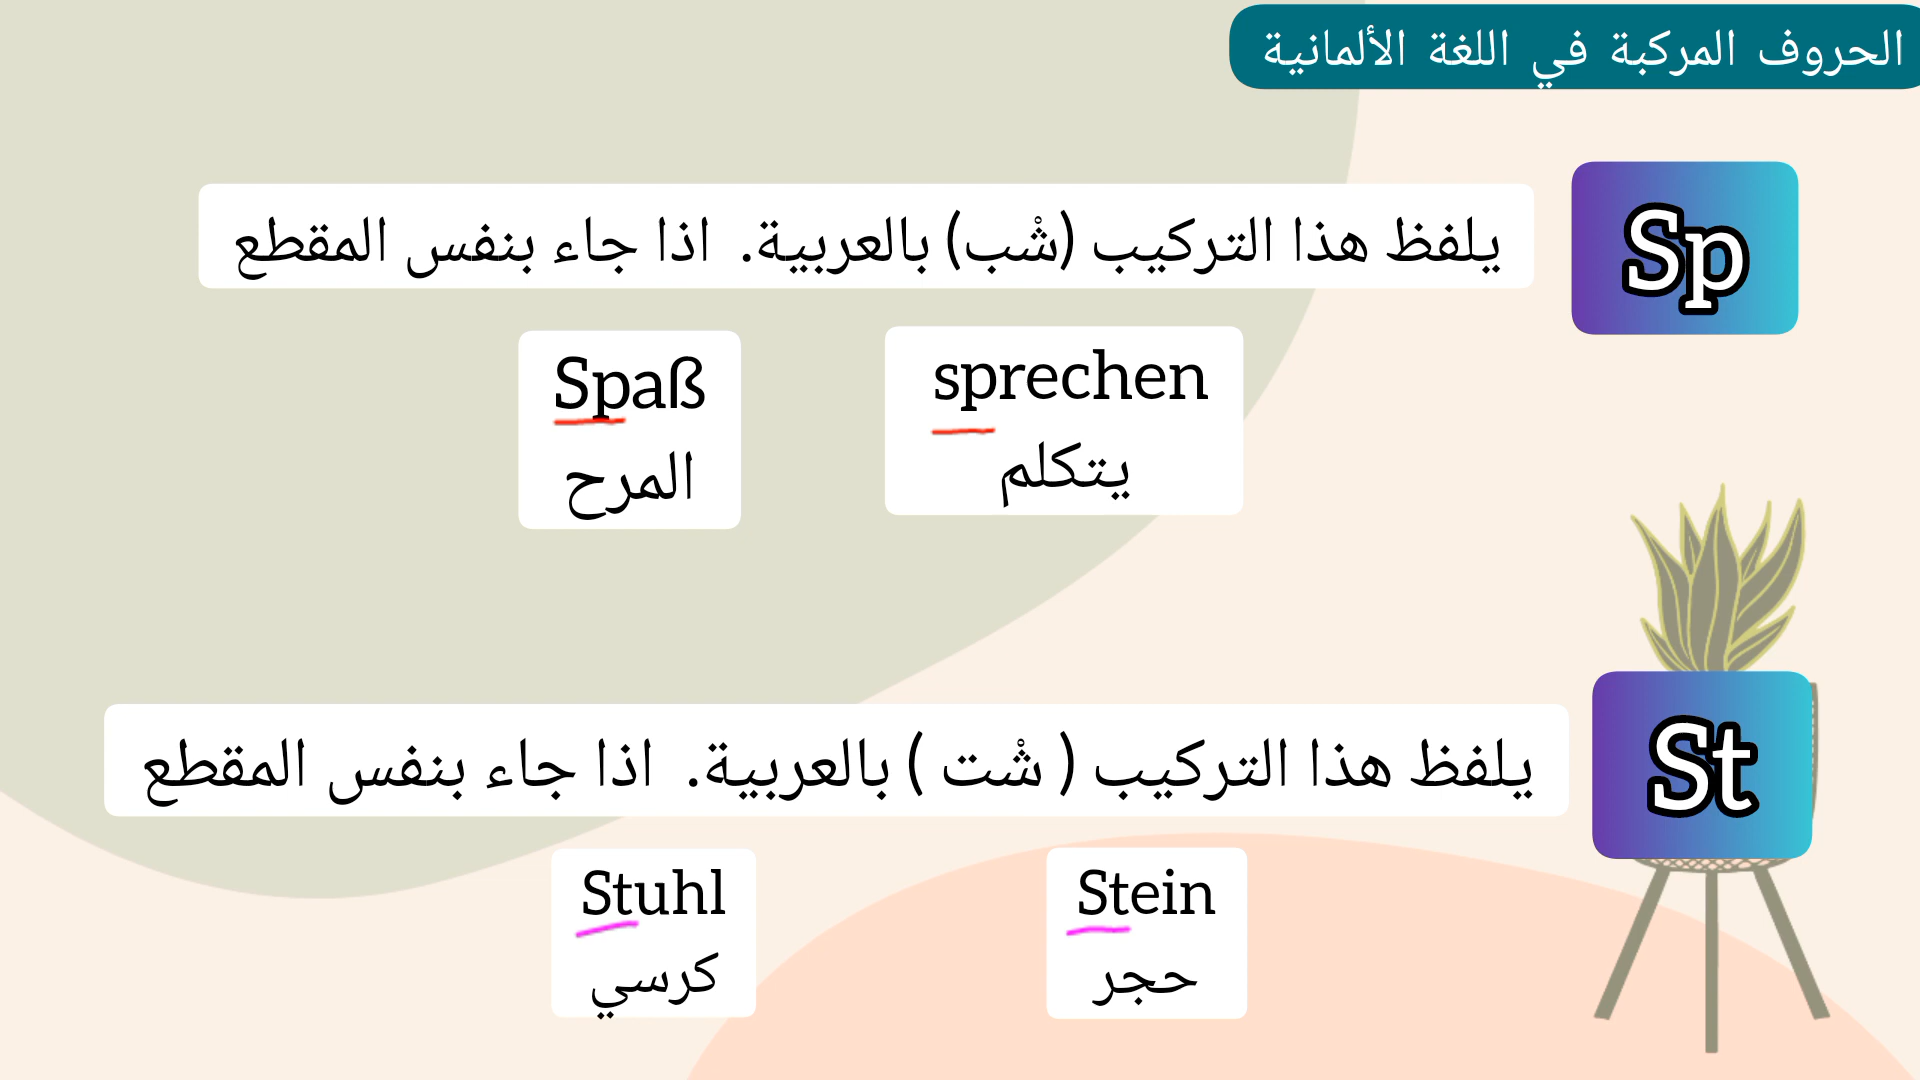 الحروف المركبة في اللغة الألمانية
Sp
يلفظ هذا التركيب (شْب) بالعربية. اذا جاء بنفس المقطع
sprechen
يتكلم
Spaß
المرح
St
يلفظ هذا التركيب ( شْت ) بالعربية. اذا جاء بنفس المقطع
Stein
حجر
Stuhl
كرسي